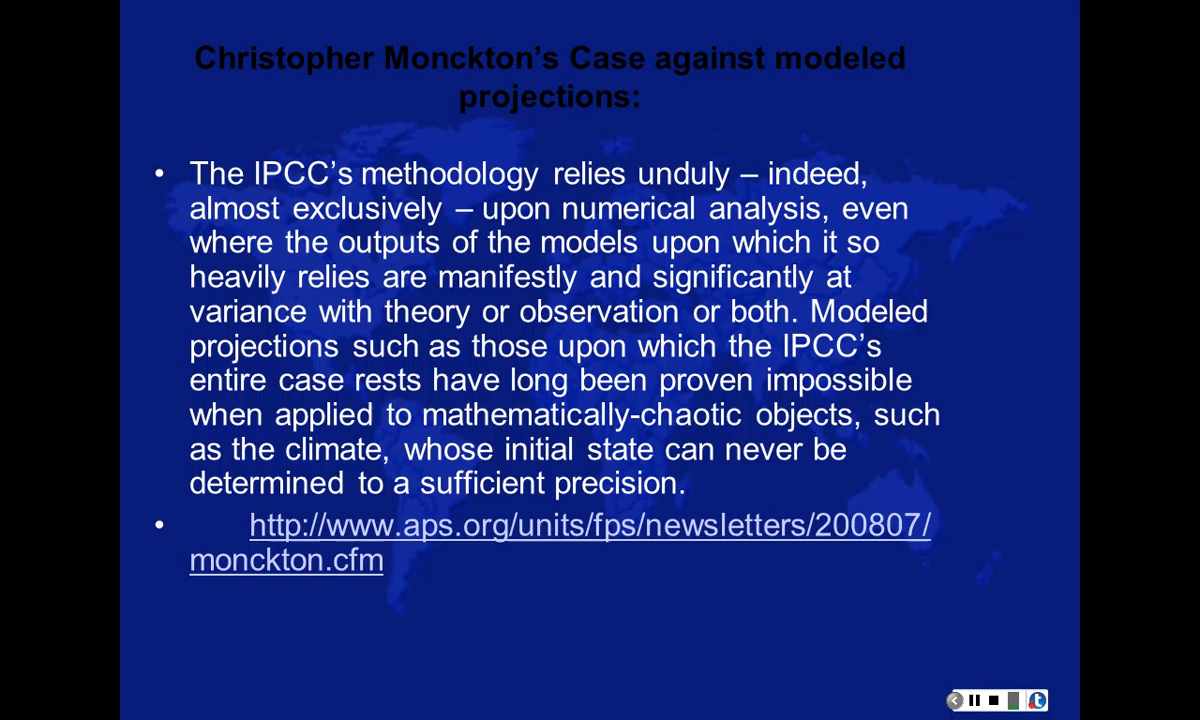 Christopher Monckton’s Case against modeled
projections:
• The IPCC’s methodology relies unduly – indeed,
almost exclusively – upon numerical analysis, even
where the outputs of the models upon which it so
heavily relies are manifestly and significantly at
variance with theory or observation or both. Modeled
projections such as those upon which the IPCC’s
entire case rests have long been proven impossible
when applied to mathematically-chaotic objects, such
as the climate, whose initial state can never be
determined to a sufficient precision.
• http://www.aps.org/units/fps/newsletters/200807/
monckton.cfm
t